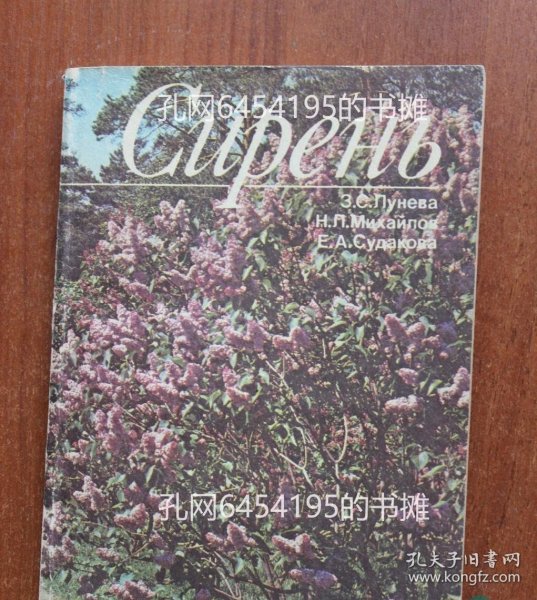 孔网6454195的书摊
Сирень
З.С.Лунева
Н.Л.Михайлов
Е.А.Судакова
孔网6454195的书摊
孔夫子旧书网
www.kongfz.com